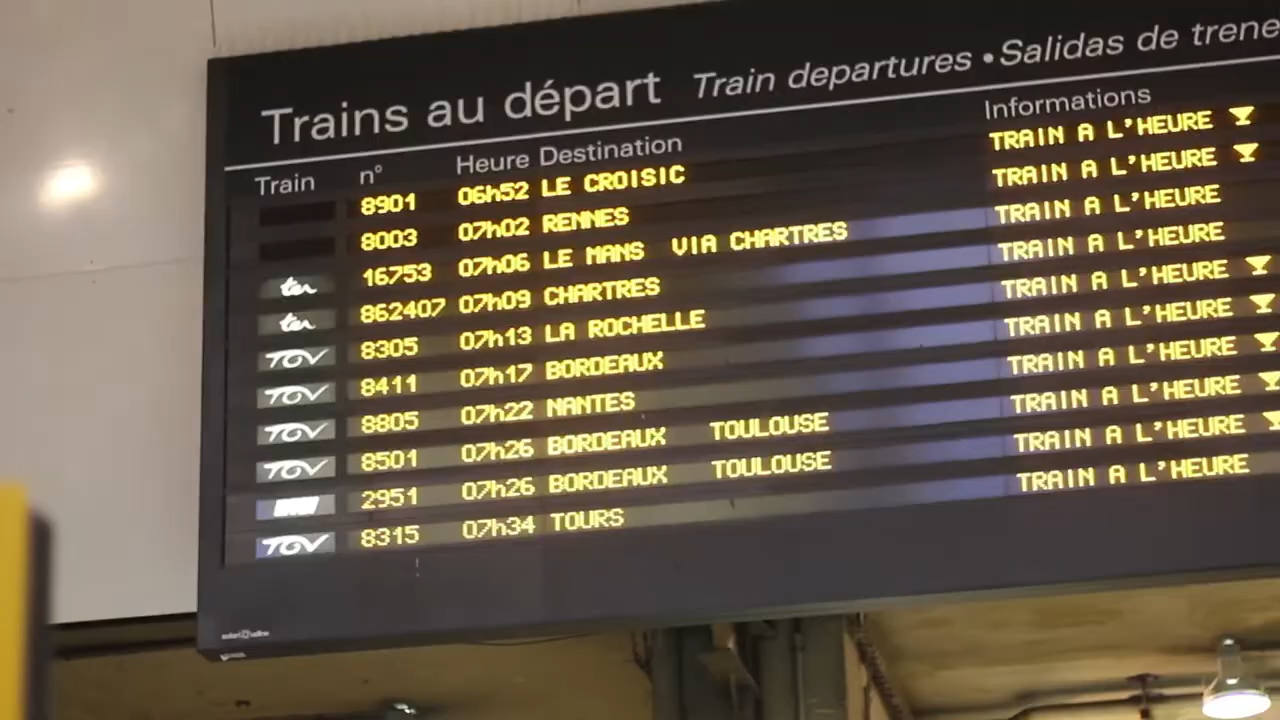 Trains au départ Train departures • Salidas de trene
Train n° Heure Destination Informations
8901 06h52 LE CROISIC TRAIN A L'HEURE
8003 07h02 RENNES TRAIN A L'HEURE
ter 16753 07h06 LE MANS VIA CHARTRES TRAIN A L'HEURE
ter 862407 07h09 CHARTRES TRAIN A L'HEURE
TGV 8305 07h13 LA ROCHELLE TRAIN A L'HEURE
TGV 8411 07h17 BORDEAUX TRAIN A L'HEURE
TGV 8805 07h22 NANTES TRAIN A L'HEURE
TGV 8501 07h26 BORDEAUX TOULOUSE TRAIN A L'HEURE
2951 07h26 BORDEAUX TOULOUSE TRAIN A L'HEURE
TGV 8315 07h34 TOURS TRAIN A L'HEURE